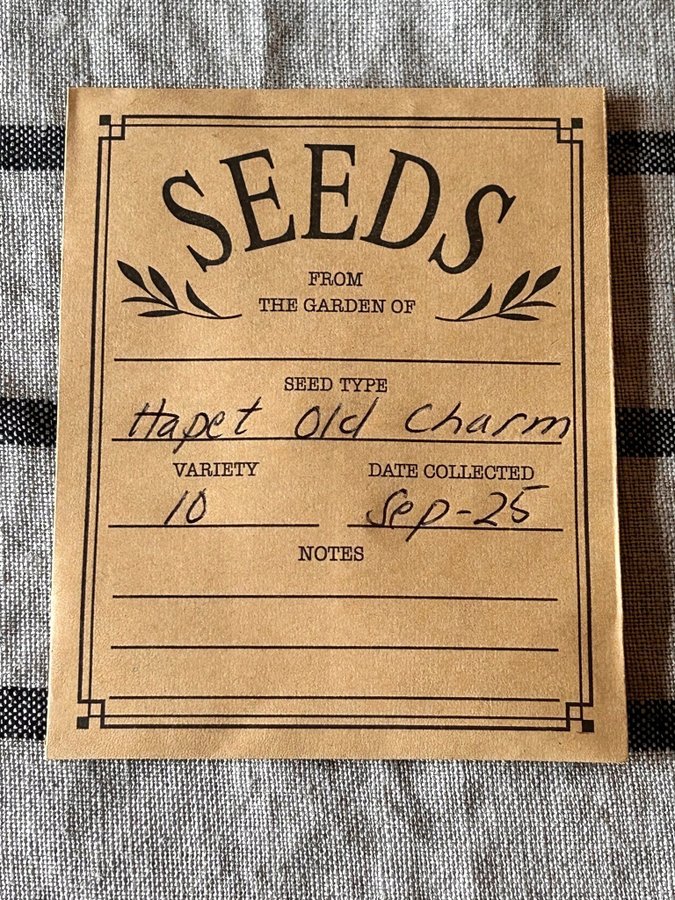 SEEDS
FROM
THE GARDEN OF
SEED TYPE
Hapet Old Charm
VARIETY
10
DATE COLLECTED
Sep-25
NOTES